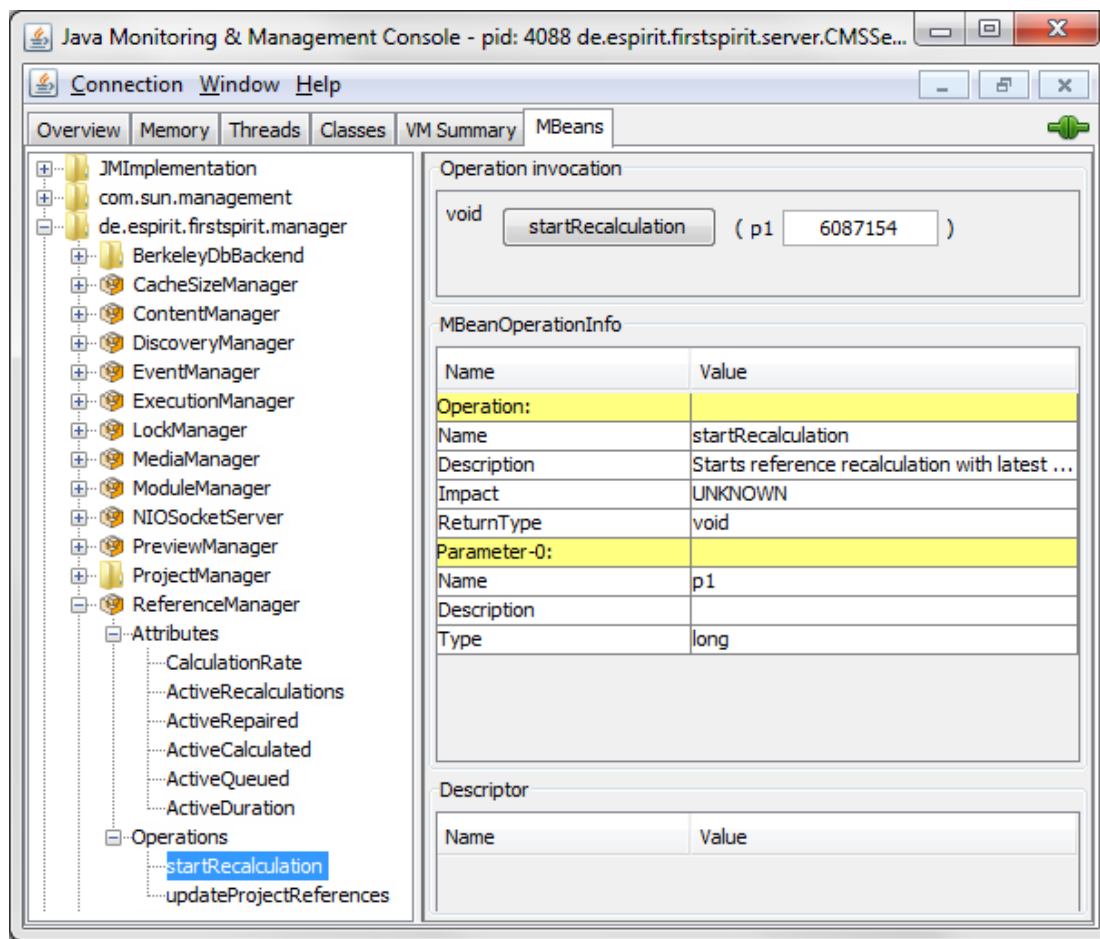 Java Monitoring & Management Console - pid: 4088 de.espirit.firstspirit.server.CMSSe...
Connection Window Help
Overview Memory Threads Classes VM Summary MBeans
JMImplementation
com.sun.management
de.espirit.firstspirit.manager
BerkeleyDbBackend
CacheSizeManager
ContentManager
DiscoveryManager
EventManager
ExecutionManager
LockManager
MediaManager
ModuleManager
NIOSocketServer
PreviewManager
ProjectManager
ReferenceManager
Attributes
CalculationRate
ActiveRecalculations
ActiveRepaired
ActiveCalculated
ActiveQueued
ActiveDuration
Operations
startRecalculation
updateProjectReferences
Operation invocation
void startRecalculation ( p1 6087154 )
MBeanOperationInfo
Name Value
Operation:
Name startRecalculation
Description Starts reference recalculation with latest ...
Impact UNKNOWN
ReturnType void
Parameter-0:
Name p1
Description
Type long
Descriptor
Name Value